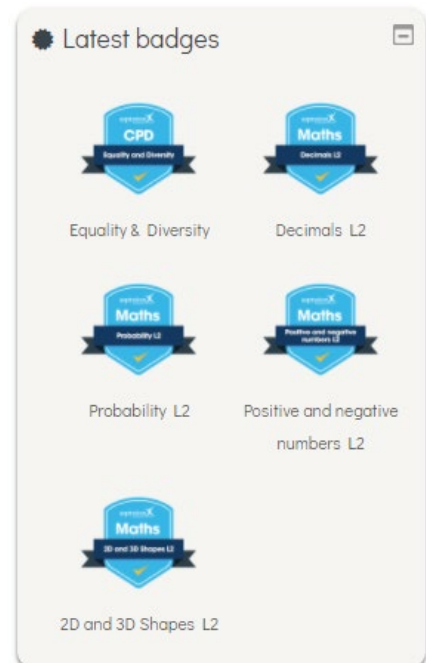 Latest badges
CPD
Equality and Diversity
Equality & Diversity
Maths
Decimals L2
Decimals L2
Maths
Probability L2
Probability L2
Maths
Positive and negative
numbers L2
Positive and negative
numbers L2
Maths
2D and 3D Shapes L2
2D and 3D Shapes L2